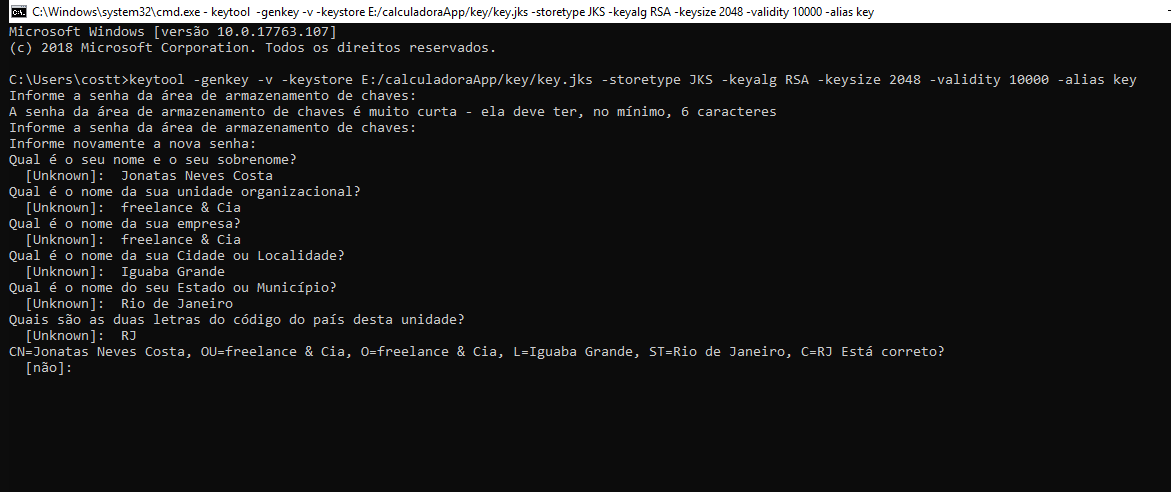 C:\Windows\system32\cmd.exe - keytool -genkey -v -keystore E:/calculadoraApp/key/key.jks -storetype JKS -keyalg RSA -keysize 2048 -validity 10000 -alias key
Microsoft Windows [versão 10.0.17763.107]
(c) 2018 Microsoft Corporation. Todos os direitos reservados.
C:\Users\costt>keytool -genkey -v -keystore E:/calculadoraApp/key/key.jks -storetype JKS -keyalg RSA -keysize 2048 -validity 10000 -alias key
Informe a senha da área de armazenamento de chaves:
A senha da área de armazenamento de chaves é muito curta - ela deve ter, no mínimo, 6 caracteres
Informe a senha da área de armazenamento de chaves:
Informe novamente a nova senha:
Qual é o seu nome e o seu sobrenome?
[Unknown]: Jonatas Neves Costa
Qual é o nome da sua unidade organizacional?
[Unknown]: freelance & Cia
Qual é o nome da sua empresa?
[Unknown]: freelance & Cia
Qual é o nome da sua Cidade ou Localidade?
[Unknown]: Iguaba Grande
Qual é o nome do seu Estado ou Município?
[Unknown]: Rio de Janeiro
Quais são as duas letras do código do país desta unidade?
[Unknown]: RJ
CN=Jonatas Neves Costa, OU=freelance & Cia, O=freelance & Cia, L=Iguaba Grande, ST=Rio de Janeiro, C=RJ Está correto?
[não]: